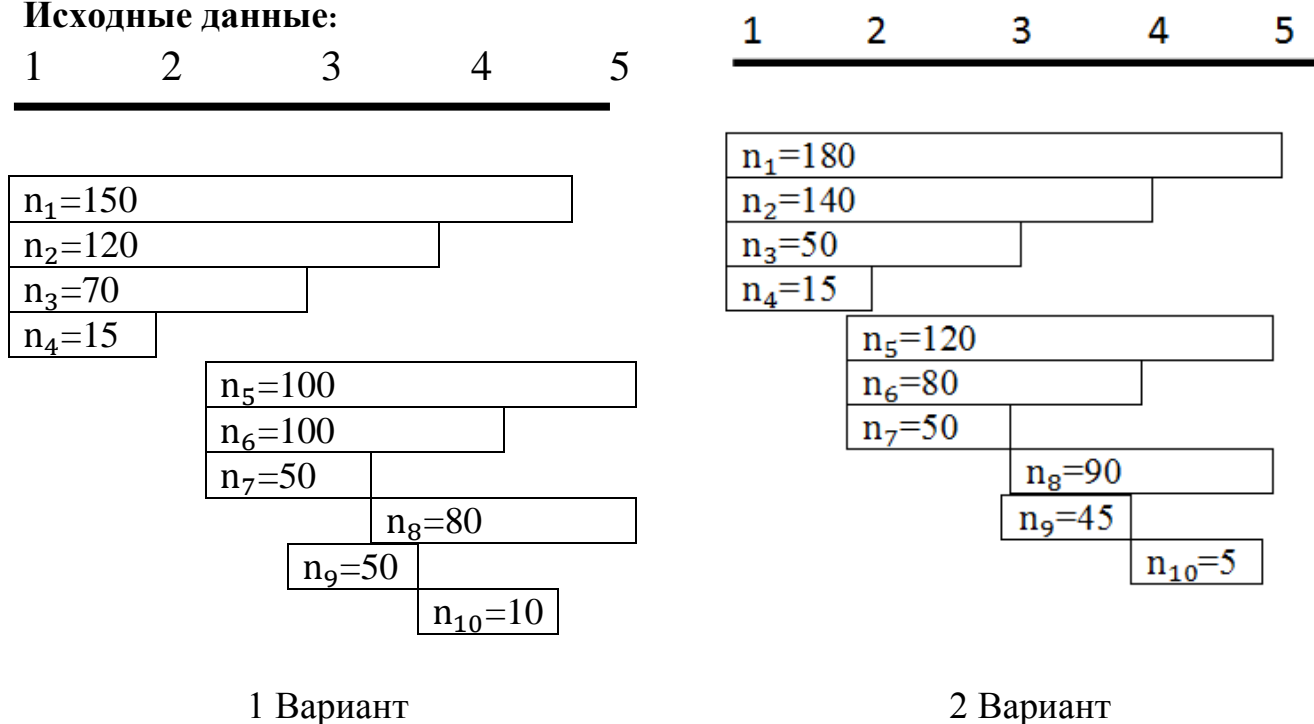 Исходные данные:
1 2 3 4 5
n₁=150
n₂=120
n₃=70
n₄=15
n₅=100
n₆=100
n₇=50
n₈=80
n₉=50
n₁₀=10
1 Вариант
1 2 3 4 5
n₁=180
n₂=140
n₃=50
n₄=15
n₅=120
n₆=80
n₇=50
n₈=90
n₉=45
n₁₀=5
2 Вариант